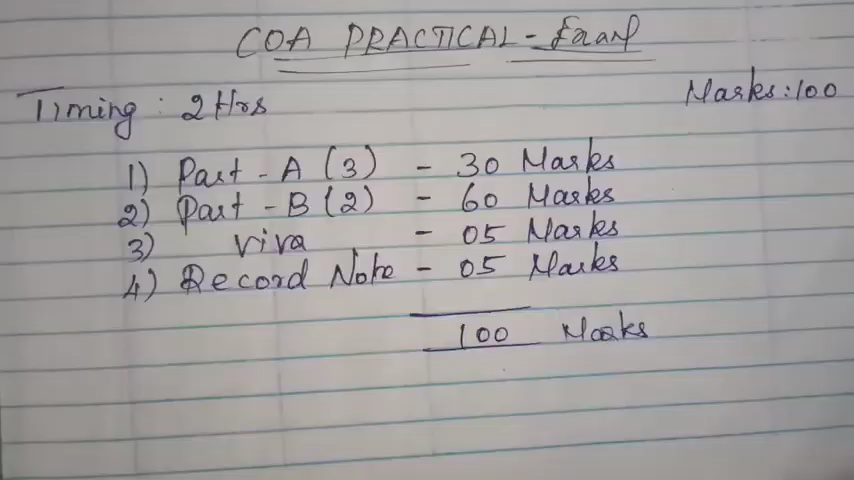 COA PRACTICAL - Exam
Timing : 2 Hrs
Marks : 100
1) Part - A (3) - 30 Marks
2) Part - B (2) - 60 Marks
3) Viva - 05 Marks
4) Record Note - 05 Marks
100 Marks